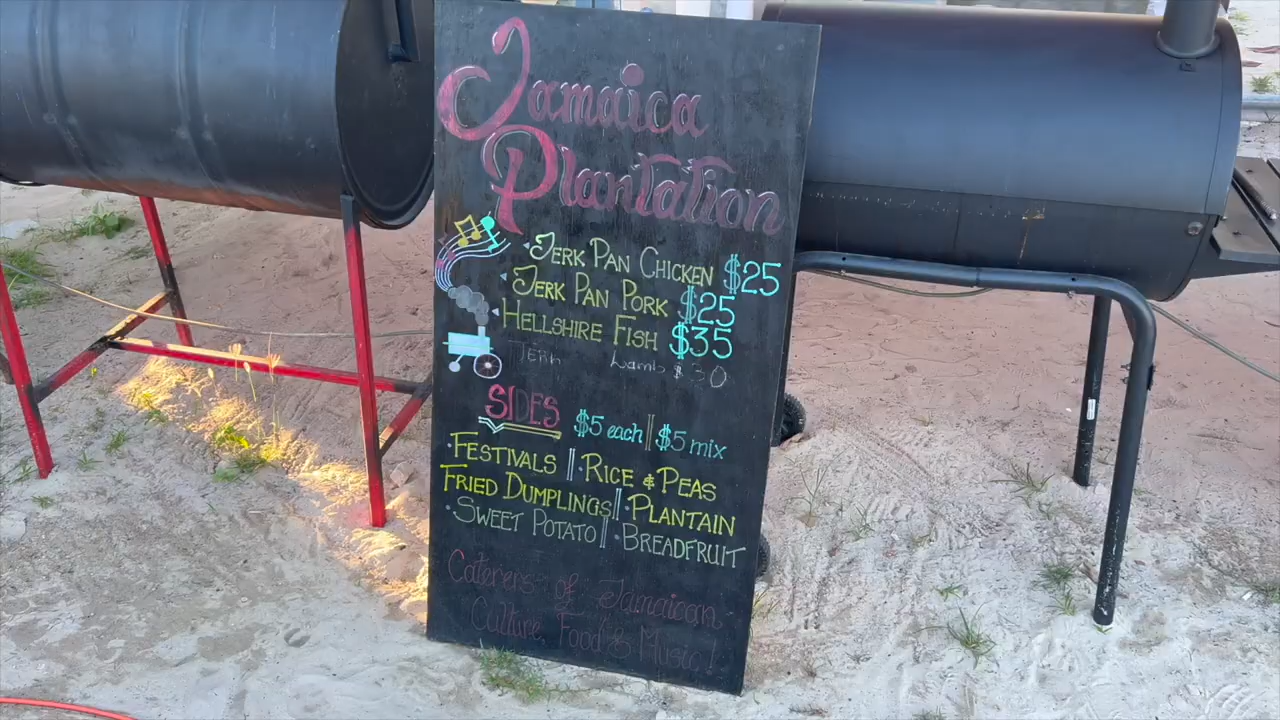 Jamaica
Plantation
JERK PAN CHICKEN $25
JERK PAN PORK $25
HELLSHIRE FISH $35
Jerk Lamb $30
SIDES $5 each || $5 mix
· FESTIVALS || · RICE & PEAS
FRIED DUMPLINGS || · PLANTAIN
· SWEET POTATO || · BREADFRUIT
Caterers of Jamaican
Culture, Food & Music!